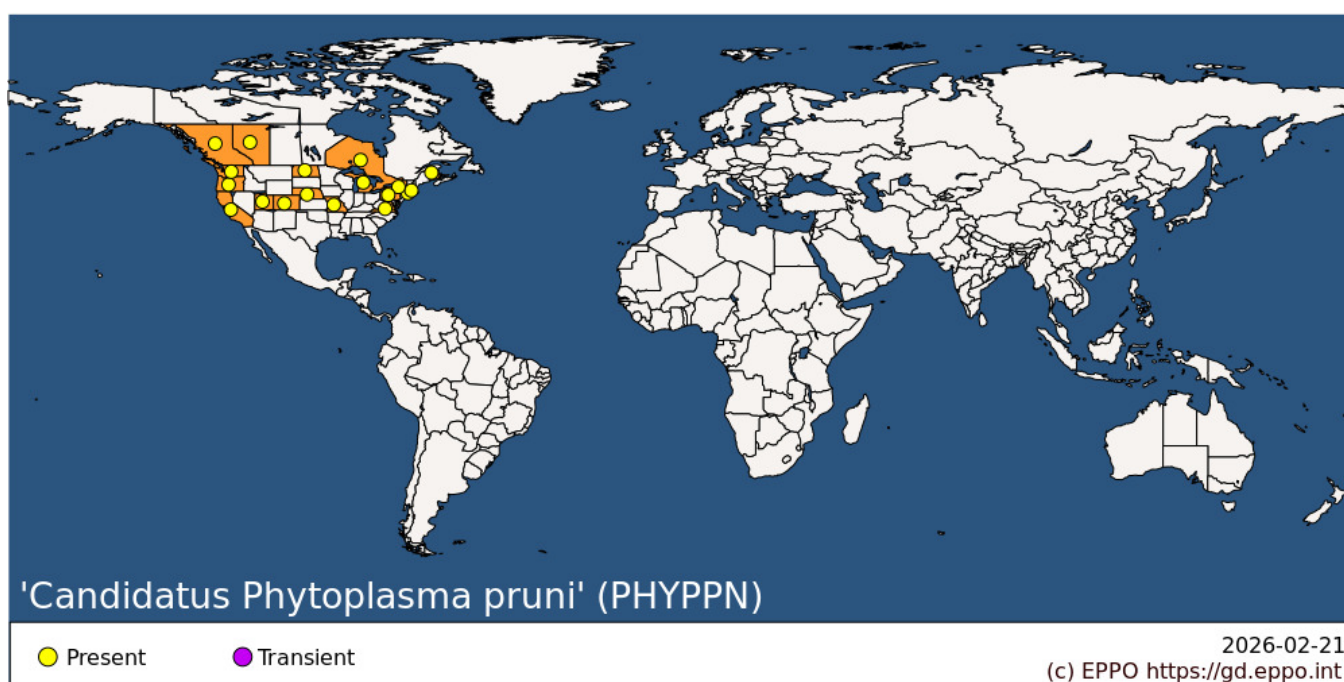 'Candidatus Phytoplasma pruni' (PHYPPN)
Present
Transient
2026-02-21
(c) EPPO https://gd.eppo.int